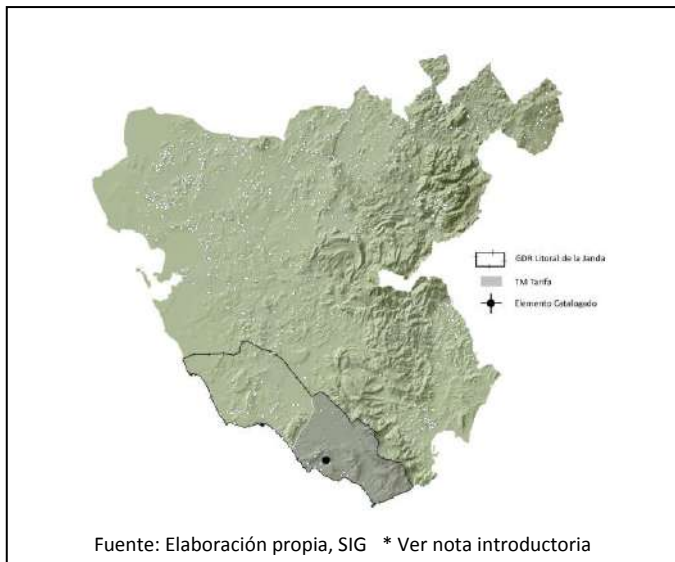 GDR Litoral de la Janda
TM Tarifa
Elemento Catalogado
Fuente: Elaboración propia, SIG * Ver nota introductoria